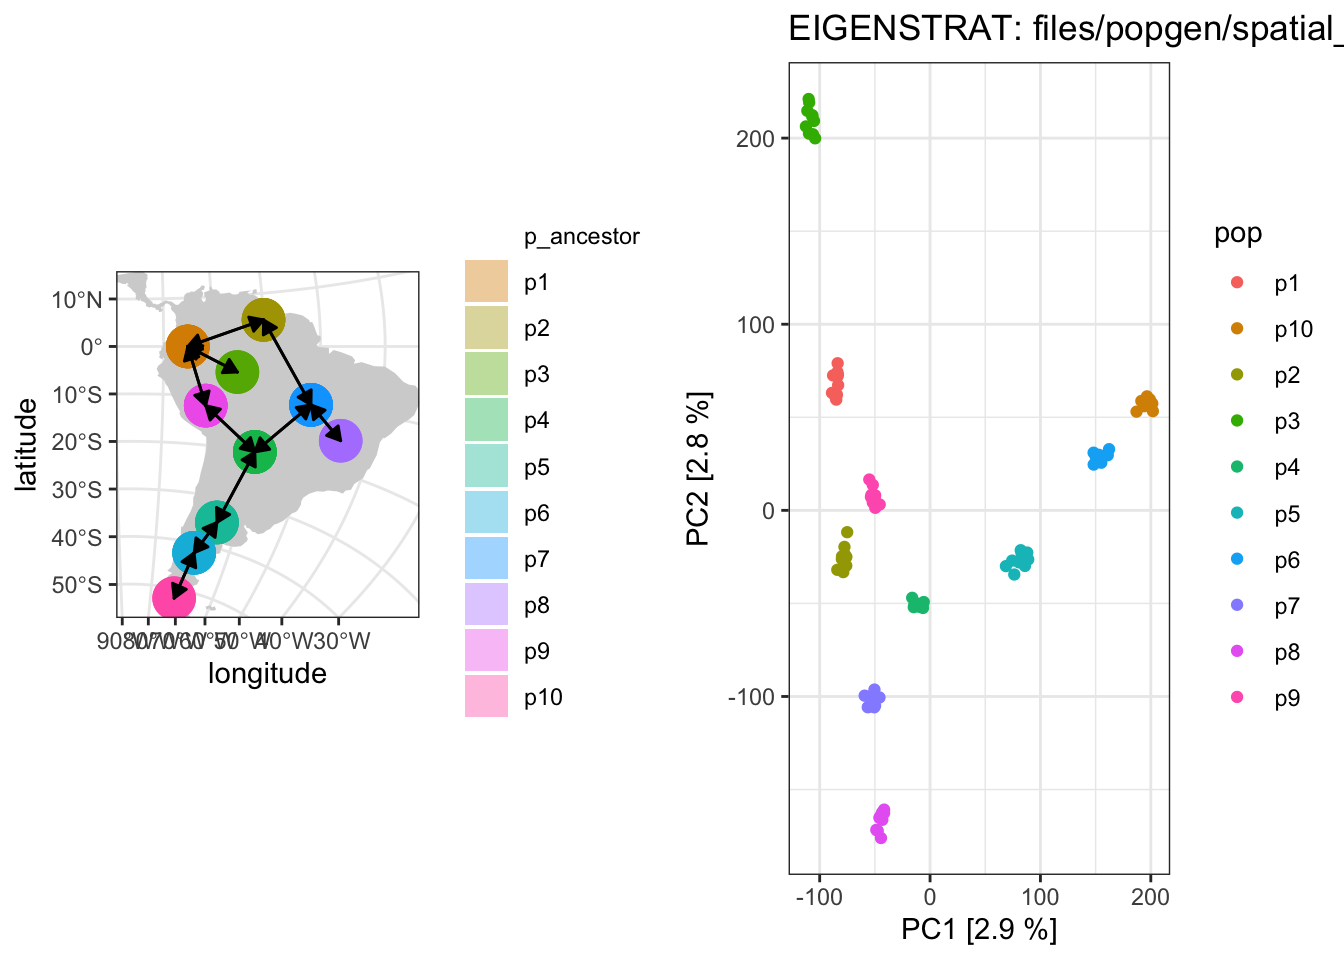 EIGENSTRAT: files/popgen/spatial_
latitude
10°N
0°
10°S
20°S
30°S
40°S
50°S
40°W 30°W
longitude
p_ancestor
p1
p2
p3
p4
p5
p6
p7
p8
p9
p10
PC2 [2.8 %]
200
100
0
-100
-100 0 100 200
PC1 [2.9 %]
pop
p1
p10
p2
p3
p4
p5
p6
p7
p8
p9